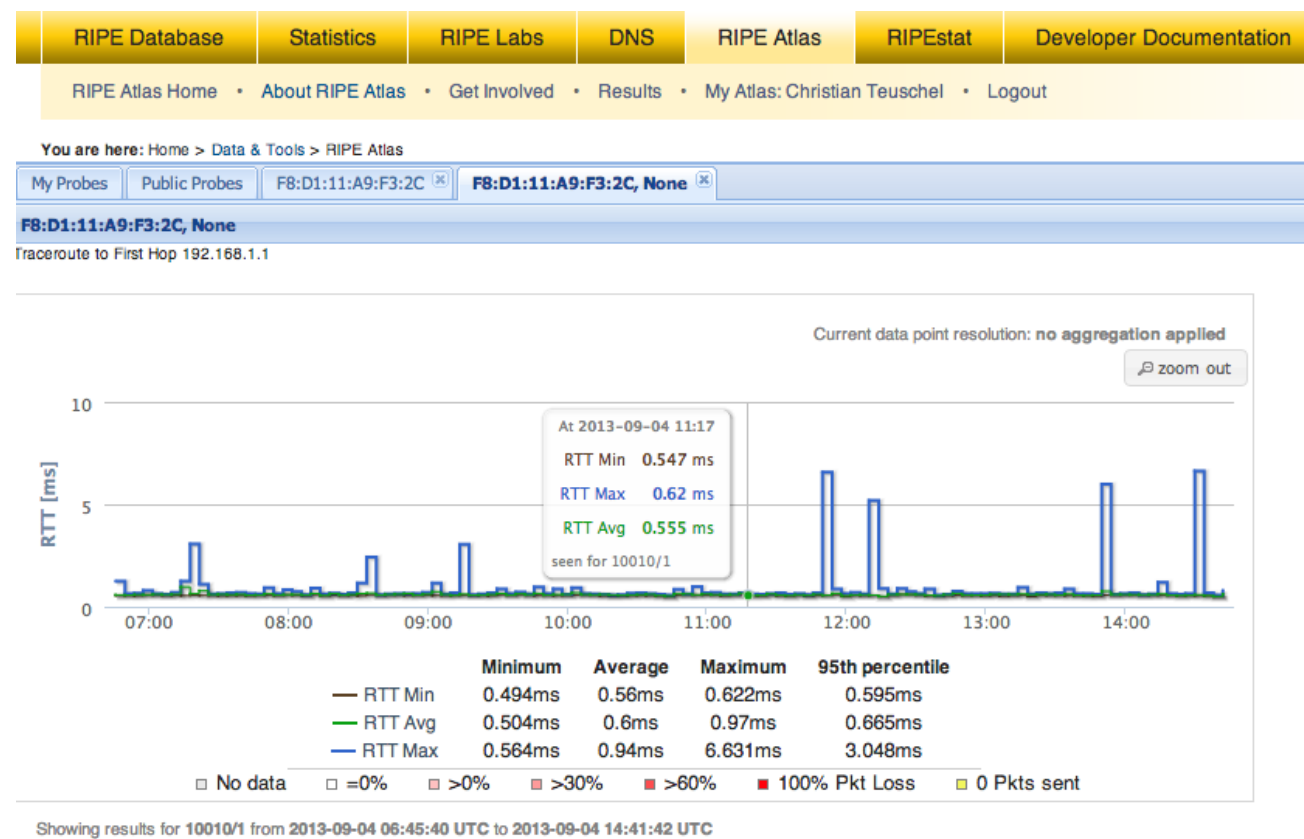 RIPE Database Statistics RIPE Labs DNS RIPE Atlas RIPEstat Developer Documentation
RIPE Atlas Home • About RIPE Atlas • Get Involved • Results • My Atlas: Christian Teuschel • Logout
You are here: Home > Data & Tools > RIPE Atlas
My Probes Public Probes F8:D1:11:A9:F3:2C F8:D1:11:A9:F3:2C, None
F8:D1:11:A9:F3:2C, None
Traceroute to First Hop 192.168.1.1
Current data point resolution: no aggregation applied
zoom out
RTT [ms]
10
5
0
At 2013-09-04 11:17
RTT Min 0.547 ms
RTT Max 0.62 ms
RTT Avg 0.555 ms
seen for 10010/1
07:00 08:00 09:00 10:00 11:00 12:00 13:00 14:00
Minimum Average Maximum 95th percentile
RTT Min 0.494ms 0.56ms 0.622ms 0.595ms
RTT Avg 0.504ms 0.6ms 0.97ms 0.665ms
RTT Max 0.564ms 0.94ms 6.631ms 3.048ms
No data =0% >0% >30% >60% 100% Pkt Loss 0 Pkts sent
Showing results for 10010/1 from 2013-09-04 06:45:40 UTC to 2013-09-04 14:41:42 UTC